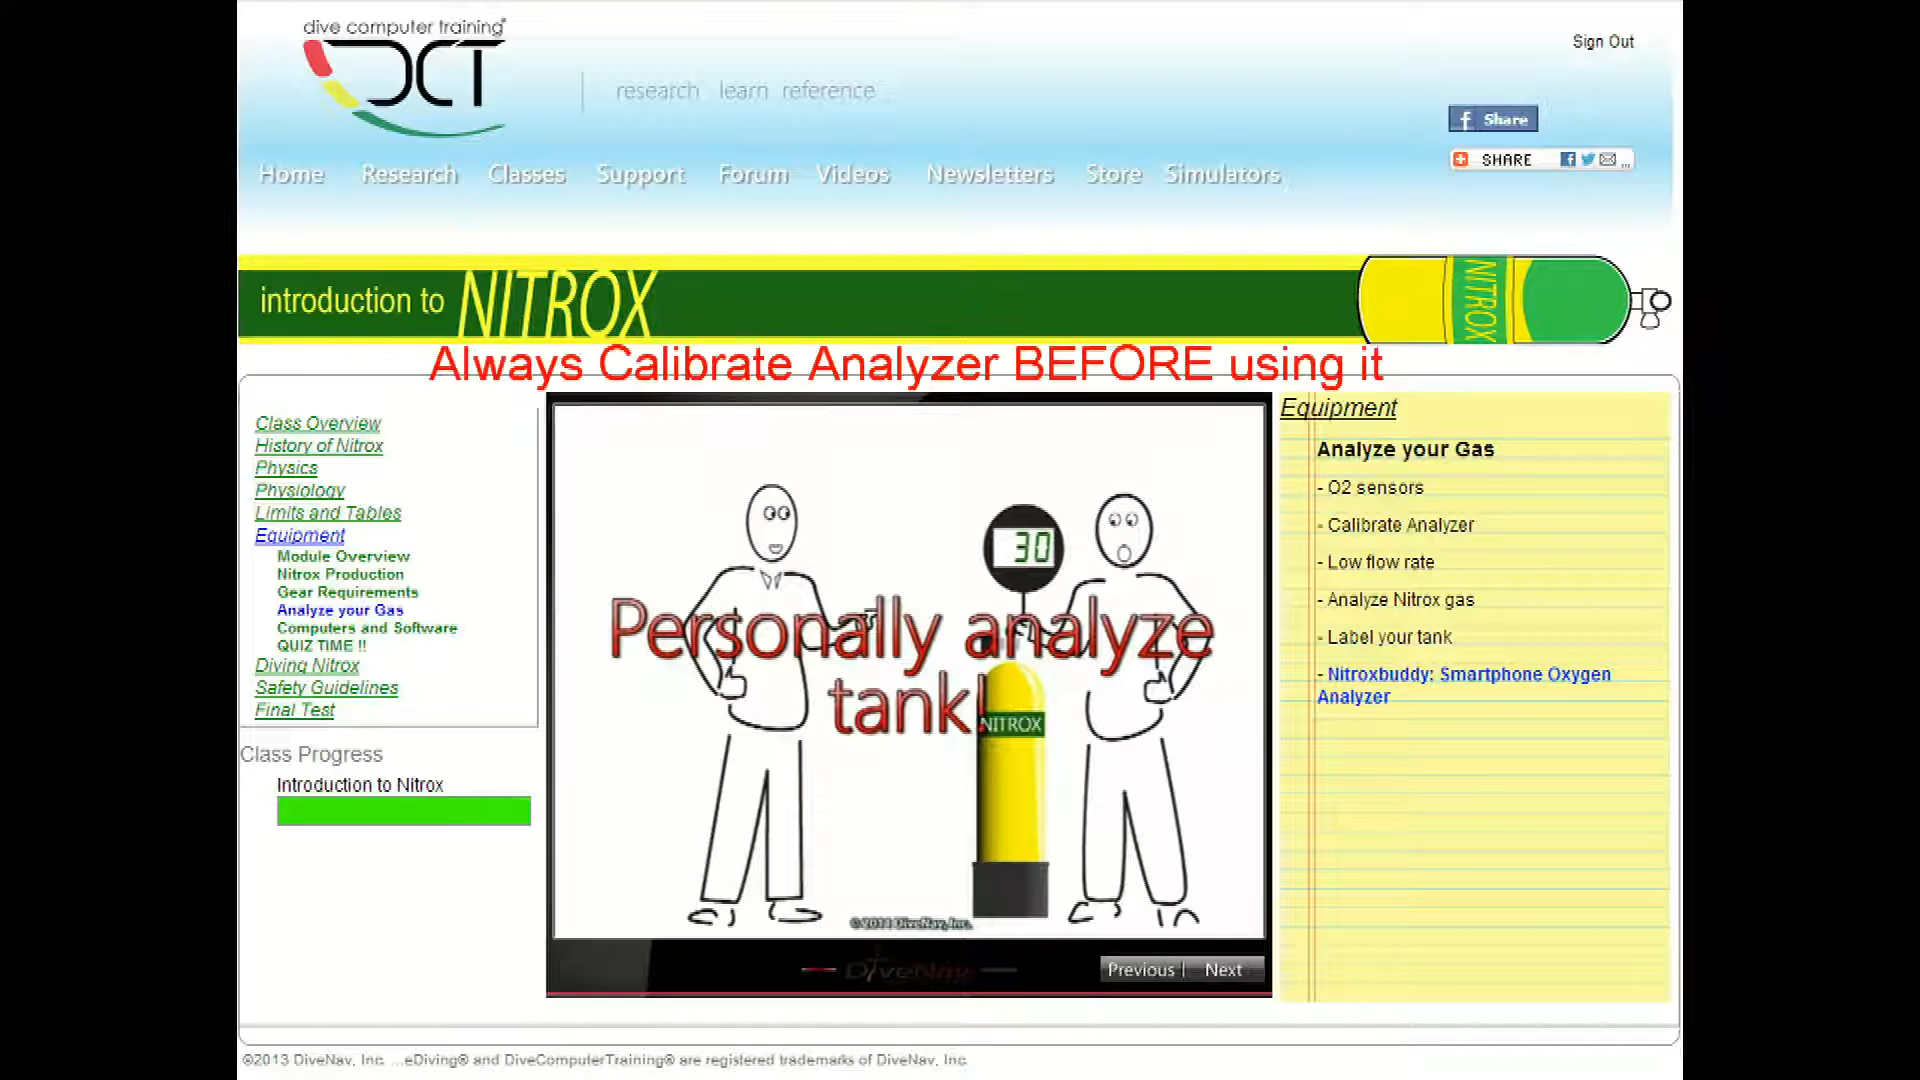 dive computer training®
DCT
Sign Out
research learn reference
Share
SHARE ...
Home Research Classes Support Forum Videos Newsletters Store Simulators
introduction to NITROX
NITROX
Always Calibrate Analyzer BEFORE using it
Class Overview
History of Nitrox
Physics
Physiology
Limits and Tables
Equipment
Module Overview
Nitrox Production
Gear Requirements
Analyze your Gas
Computers and Software
QUIZ TIME !!
Diving Nitrox
Safety Guidelines
Final Test
Class Progress
Introduction to Nitrox
30
Personally analyze
tank!
NITROX
©2011 DiveNav, Inc.
DiveNav
Previous | Next
Equipment
Analyze your Gas
- O2 sensors
- Calibrate Analyzer
- Low flow rate
- Analyze Nitrox gas
- Label your tank
- Nitroxbuddy: Smartphone Oxygen
Analyzer
©2013 DiveNav, Inc. ...eDiving® and DiveComputerTraining® are registered trademarks of DiveNav, Inc.